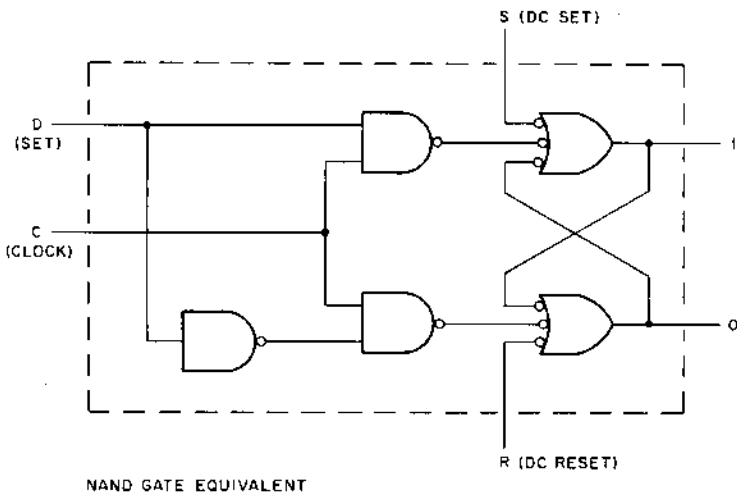 S (DC SET)
D
(SET)
1
C
(CLOCK)
0
R (DC RESET)
NAND GATE EQUIVALENT